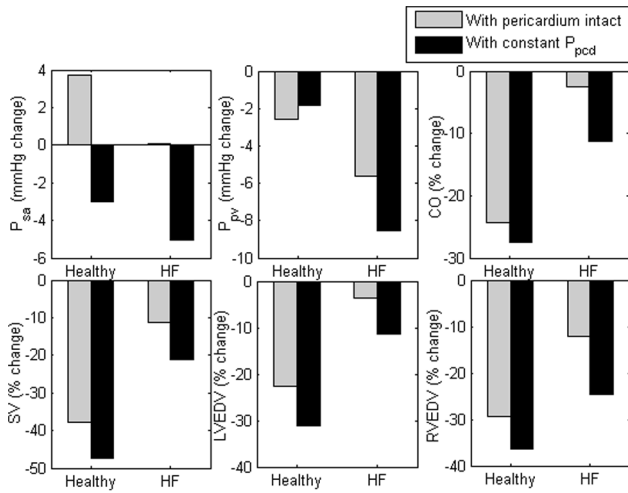 With pericardium intact
With constant P_pcd
P_sa (mmHg change)
4
2
0
-2
-4
-6
Healthy HF
P_pv (mmHg change)
0
-2
-4
-6
-8
-10
Healthy HF
CO (% change)
0
-10
-20
-30
Healthy HF
SV (% change)
0
-10
-20
-30
-40
-50
Healthy HF
LVEDV (% change)
0
-10
-20
-30
-40
Healthy HF
RVEDV (% change)
0
-10
-20
-30
-40
Healthy HF